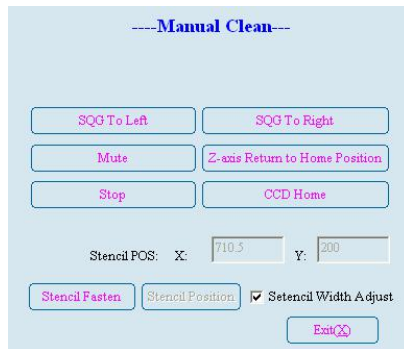 ----Manual Clean---
SQG To Left SQG To Right
Mute Z-axis Return to Home Position
Stop CCD Home
Stencil POS: X: 710.5 Y: 200
Stencil Fasten Stencil Position Setencil Width Adjust
Exit(X)